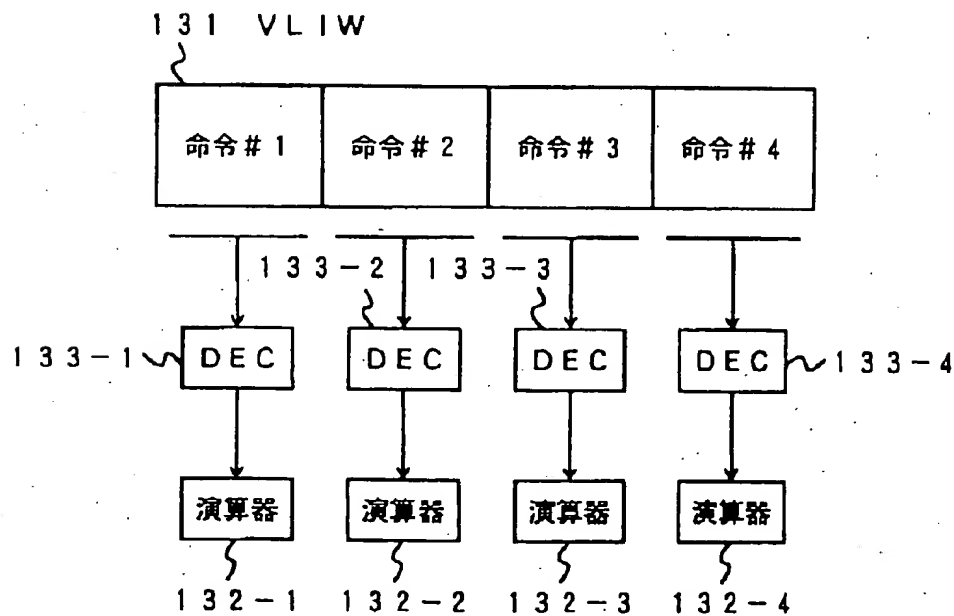 131 VLIW
命令#1 命令#2 命令#3 命令#4
133-2 133-3
133-1 DEC DEC DEC DEC 133-4
演算器 演算器 演算器 演算器
132-1 132-2 132-3 132-4